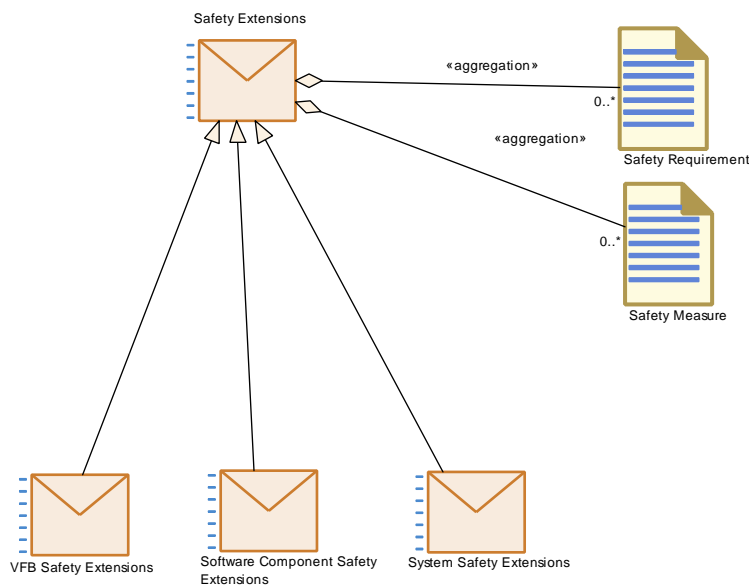 Safety Extensions
«aggregation»
0..*
Safety Requirement
«aggregation»
0..*
Safety Measure
VFB Safety Extensions
Software Component Safety
Extensions
System Safety Extensions